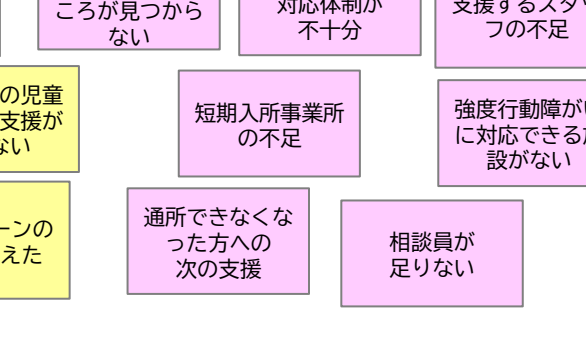 ころが見つから
ない
対応体制が
不十分
支援するスタッ
フの不足
の児童
支援が
ない
短期入所事業所
の不足
強度行動障がい
に対応できる施
設がない
ーンの
えた
通所できなくな
った方への
次の支援
相談員が
足りない